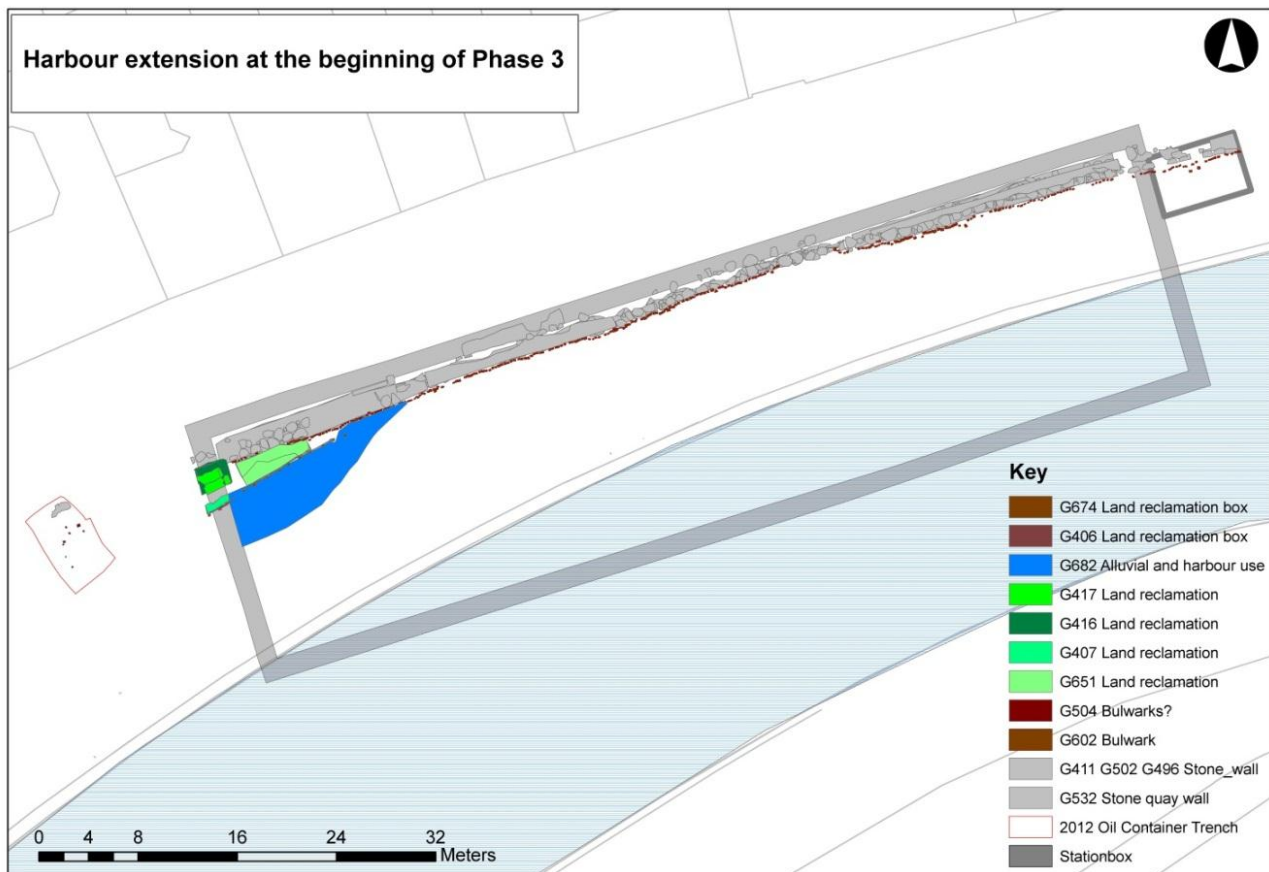 Harbour extension at the beginning of Phase 3
Key
G674 Land reclamation box
G406 Land reclamation box
G682 Alluvial and harbour use
G417 Land reclamation
G416 Land reclamation
G407 Land reclamation
G651 Land reclamation
G504 Bulwarks?
G602 Bulwark
G411 G502 G496 Stone_wall
G532 Stone quay wall
2012 Oil Container Trench
Stationbox
0 4 8 16 24 32
Meters